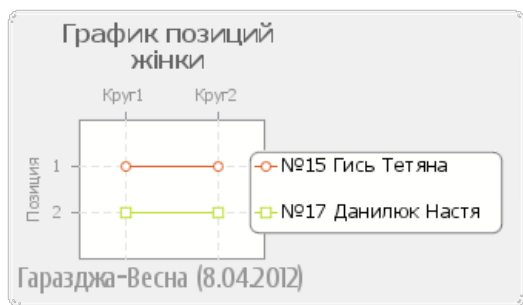 График позиций
жінки
Круг1 Круг2
Позиция
1
2
№15 Гись Тетяна
№17 Данилюк Настя
Гаразджа-Весна (8.04.2012)